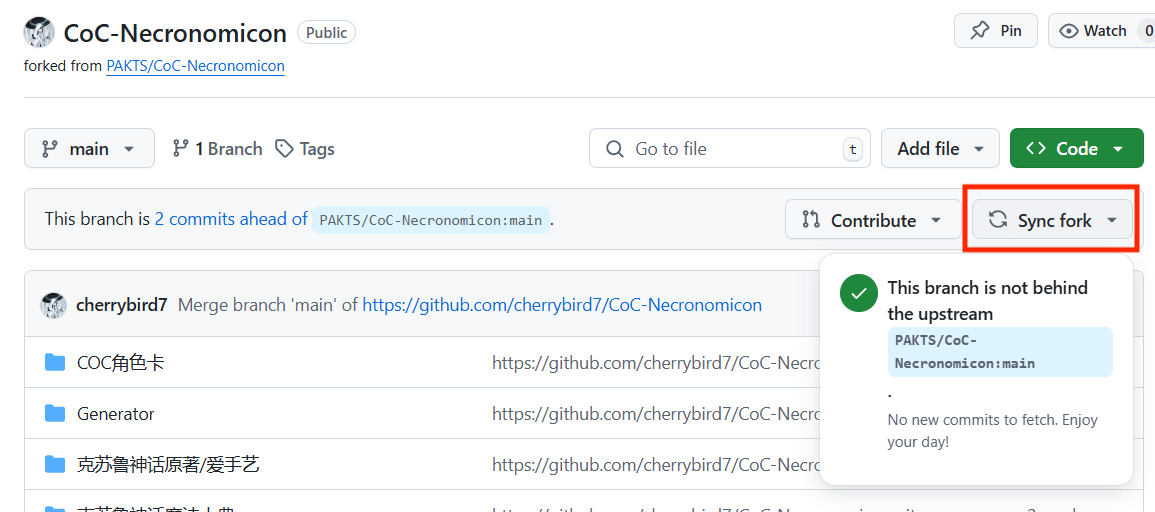 CoC-Necronomicon Public Pin Watch 0
forked from PAKTS/CoC-Necronomicon
main 1 Branch Tags Go to file t Add file Code
This branch is 2 commits ahead of PAKTS/CoC-Necronomicon:main. Contribute Sync fork
cherrybird7 Merge branch 'main' of https://github.com/cherrybird7/CoC-Necronomicon
COC角色卡 https://github.com/cherrybird7/CoC-Necro
Generator https://github.com/cherrybird7/CoC-Necro
克苏鲁神话原著/爱手艺 https://github.com/cherrybird7/CoC-Necro
This branch is not behind
the upstream
PAKTS/CoC-
Necronomicon:main
.
No new commits to fetch. Enjoy
your day!